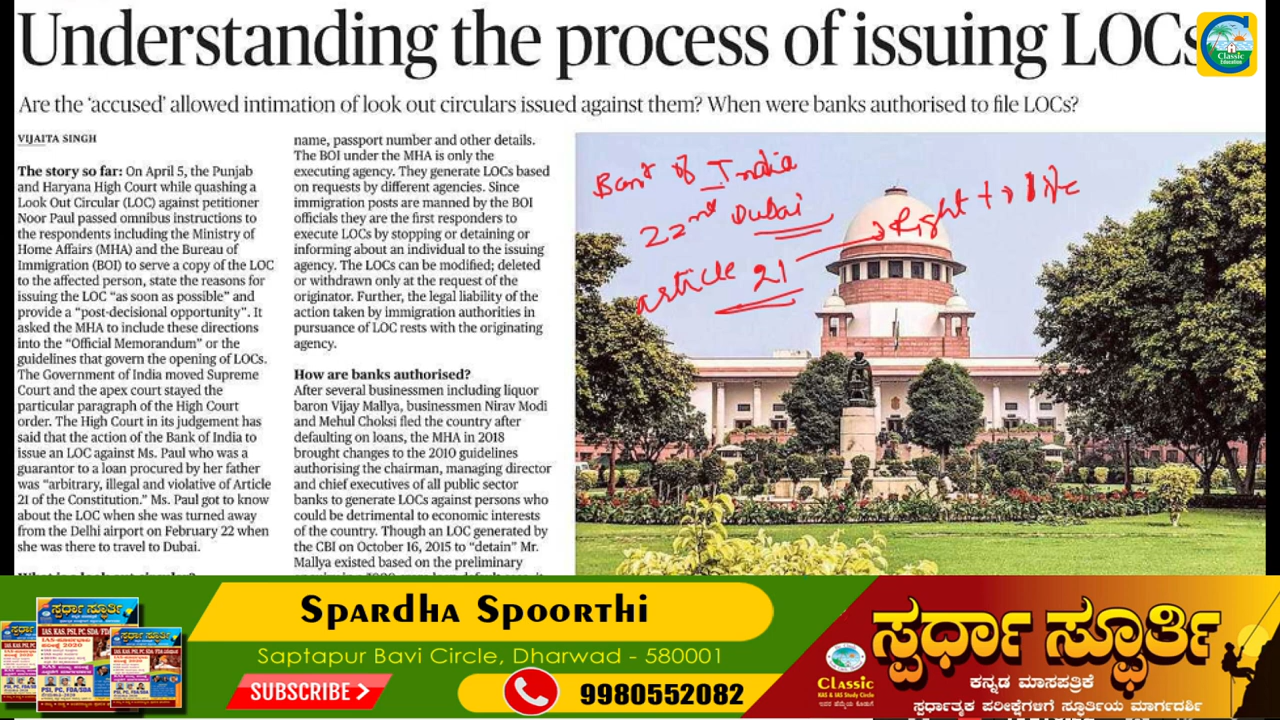 Understanding the process of issuing LOCs
Classic
Education
Are the 'accused' allowed intimation of look out circulars issued against them? When were banks authorised to file LOCs?
VIJAITA SINGH
The story so far: On April 5, the Punjab
and Haryana High Court while quashing a
Look Out Circular (LOC) against petitioner
Noor Paul passed omnibus instructions to
the respondents including the Ministry of
Home Affairs (MHA) and the Bureau of
Immigration (BOI) to serve a copy of the LOC
to the affected person, state the reasons for
issuing the LOC "as soon as possible" and
provide a "post-decisional opportunity". It
asked the MHA to include these directions
into the "Official Memorandum" or the
guidelines that govern the opening of LOCs.
The Government of India moved Supreme
Court and the apex court stayed the
particular paragraph of the High Court
order. The High Court in its judgement has
said that the action of the Bank of India to
issue an LOC against Ms. Paul who was a
guarantor to a loan procured by her father
was "arbitrary, illegal and violative of Article
21 of the Constitution." Ms. Paul got to know
about the LOC when she was turned away
from the Delhi airport on February 22 when
she was there to travel to Dubai.
name, passport number and other details.
The BOI under the MHA is only the
executing agency. They generate LOCs based
on requests by different agencies. Since
immigration posts are manned by the BOI
officials they are the first responders to
execute LOCs by stopping or detaining or
informing about an individual to the issuing
agency. The LOCs can be modified; deleted
or withdrawn only at the request of the
originator. Further, the legal liability of the
action taken by immigration authorities in
pursuance of LOC rests with the originating
agency.
How are banks authorised?
After several businessmen including liquor
baron Vijay Mallya, businessmen Nirav Modi
and Mehul Choksi fled the country after
defaulting on loans, the MHA in 2018
brought changes to the 2010 guidelines
authorising the chairman, managing director
and chief executives of all public sector
banks to generate LOCs against persons who
could be detrimental to economic interests
of the country. Though an LOC generated by
the CBI on October 16, 2015 to "detain" Mr.
Mallya existed based on the preliminary
Bank of India
22nd Dubai
article 21 → Right to life
Spardha Spoorthi
Saptapur Bavi Circle, Dharwad - 580001
SUBSCRIBE
9980552082
ಸ್ಪರ್ಧಾ ಸ್ಫೂರ್ತಿ
Classic
KAS & IAS Study Circle
ಕನ್ನಡ ಮಾಸಪತ್ರಿಕೆ
ಸ್ಪರ್ಧಾತ್ಮಕ ಪರೀಕ್ಷೆಗಳಿಗೆ ಸ್ಫೂರ್ತಿಯ ಮಾರ್ಗದರ್ಶಿ